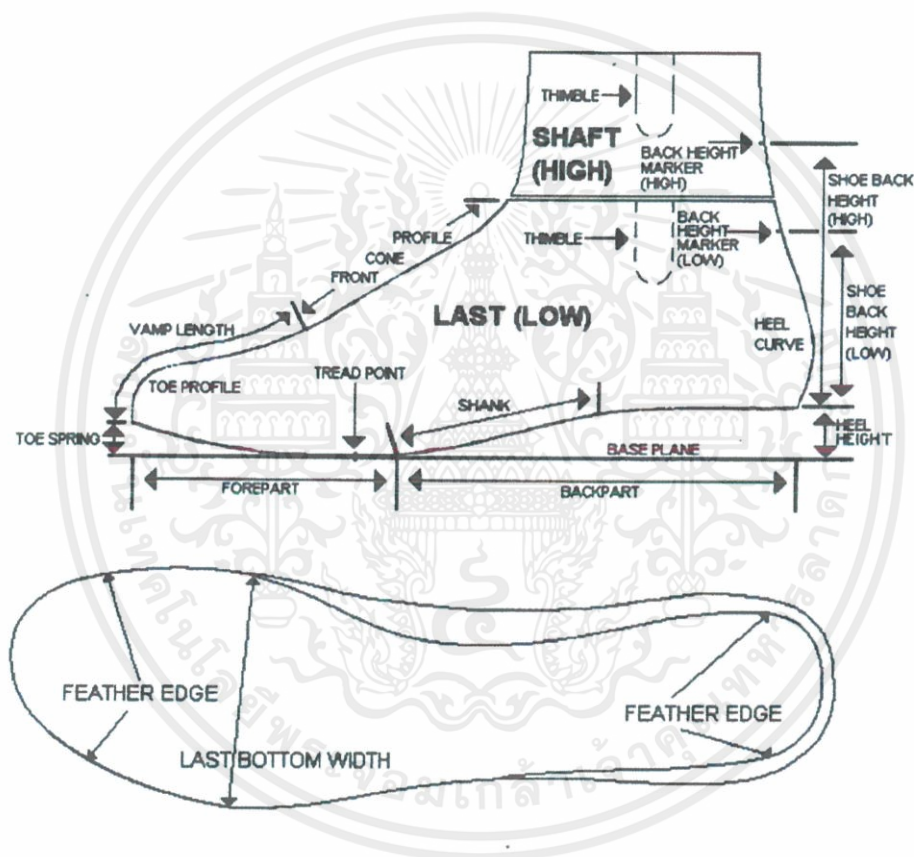 THIMBLE
SHAFT
(HIGH)
BACK HEIGHT
MARKER
(HIGH)
SHOE BACK
HEIGHT
(HIGH)
PROFILE
CONE
FRONT
THIMBLE
BACK
HEIGHT
MARKER
(LOW)
LAST (LOW)
HEEL
CURVE
SHOE
BACK
HEIGHT
(LOW)
VAMP LENGTH
TOE PROFILE
TREAD POINT
SHANK
TOE SPRING
BASE PLANE
HEEL
HEIGHT
FOREPART
BACKPART
FEATHER EDGE
FEATHER EDGE
LAST BOTTOM WIDTH